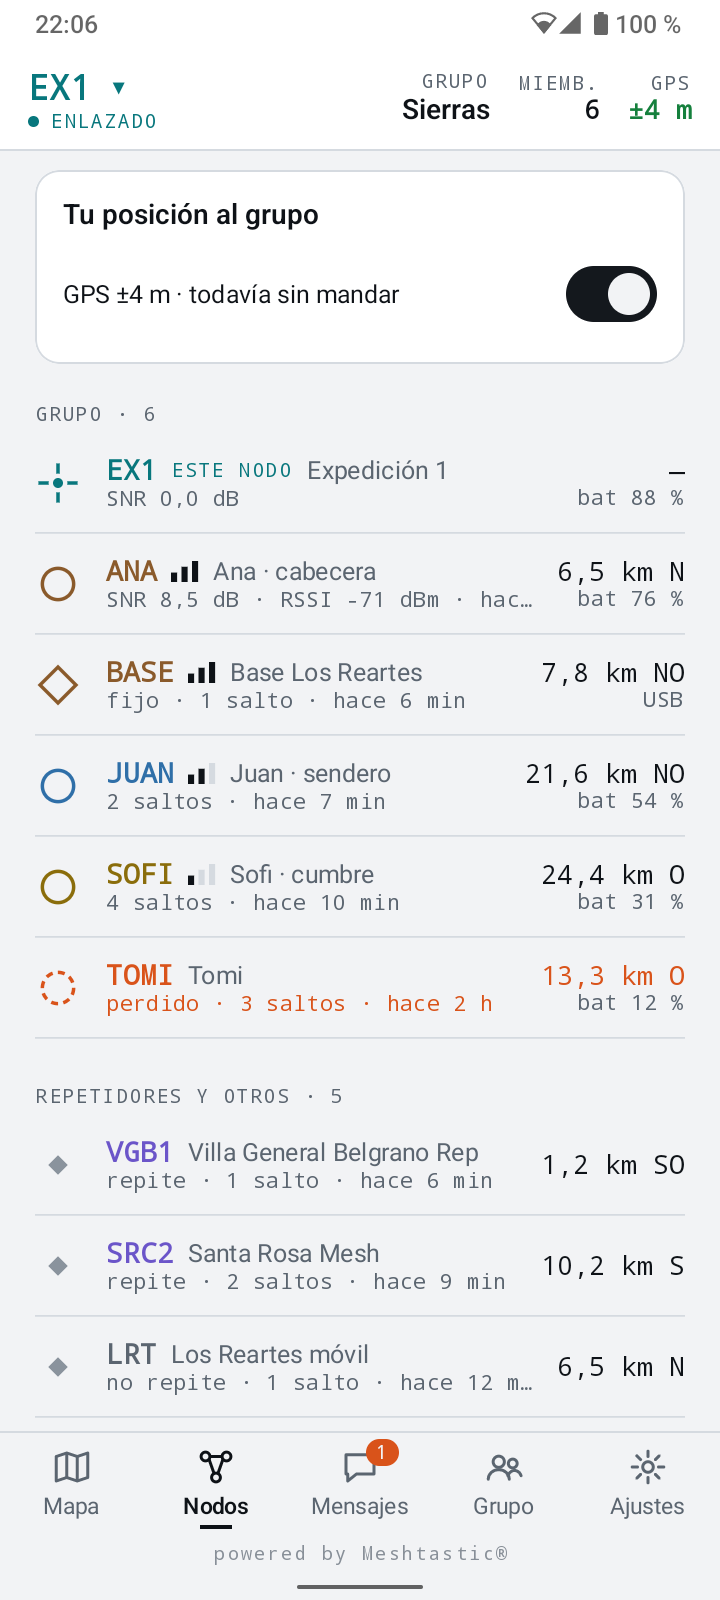 22:06
100 %
EX1 ▼
ENLAZADO
GRUPO
Sierras
MIEMB.
6
GPS
±4 m
Tu posición al grupo
GPS ±4 m · todavía sin mandar
GRUPO · 6
EX1 ESTE NODO Expedición 1 —
SNR 0,0 dB bat 88 %
ANA Ana · cabecera 6,5 km N
SNR 8,5 dB · RSSI -71 dBm · hac… bat 76 %
BASE Base Los Reartes 7,8 km NO
fijo · 1 salto · hace 6 min USB
JUAN Juan · sendero 21,6 km NO
2 saltos · hace 7 min bat 54 %
SOFI Sofi · cumbre 24,4 km O
4 saltos · hace 10 min bat 31 %
TOMI Tomi 13,3 km O
perdido · 3 saltos · hace 2 h bat 12 %
REPETIDORES Y OTROS · 5
VGB1 Villa General Belgrano Rep 1,2 km SO
repite · 1 salto · hace 6 min
SRC2 Santa Rosa Mesh 10,2 km S
repite · 2 saltos · hace 9 min
LRT Los Reartes móvil 6,5 km N
no repite · 1 salto · hace 12 m…
1
Mapa Nodos Mensajes Grupo Ajustes
powered by Meshtastic®